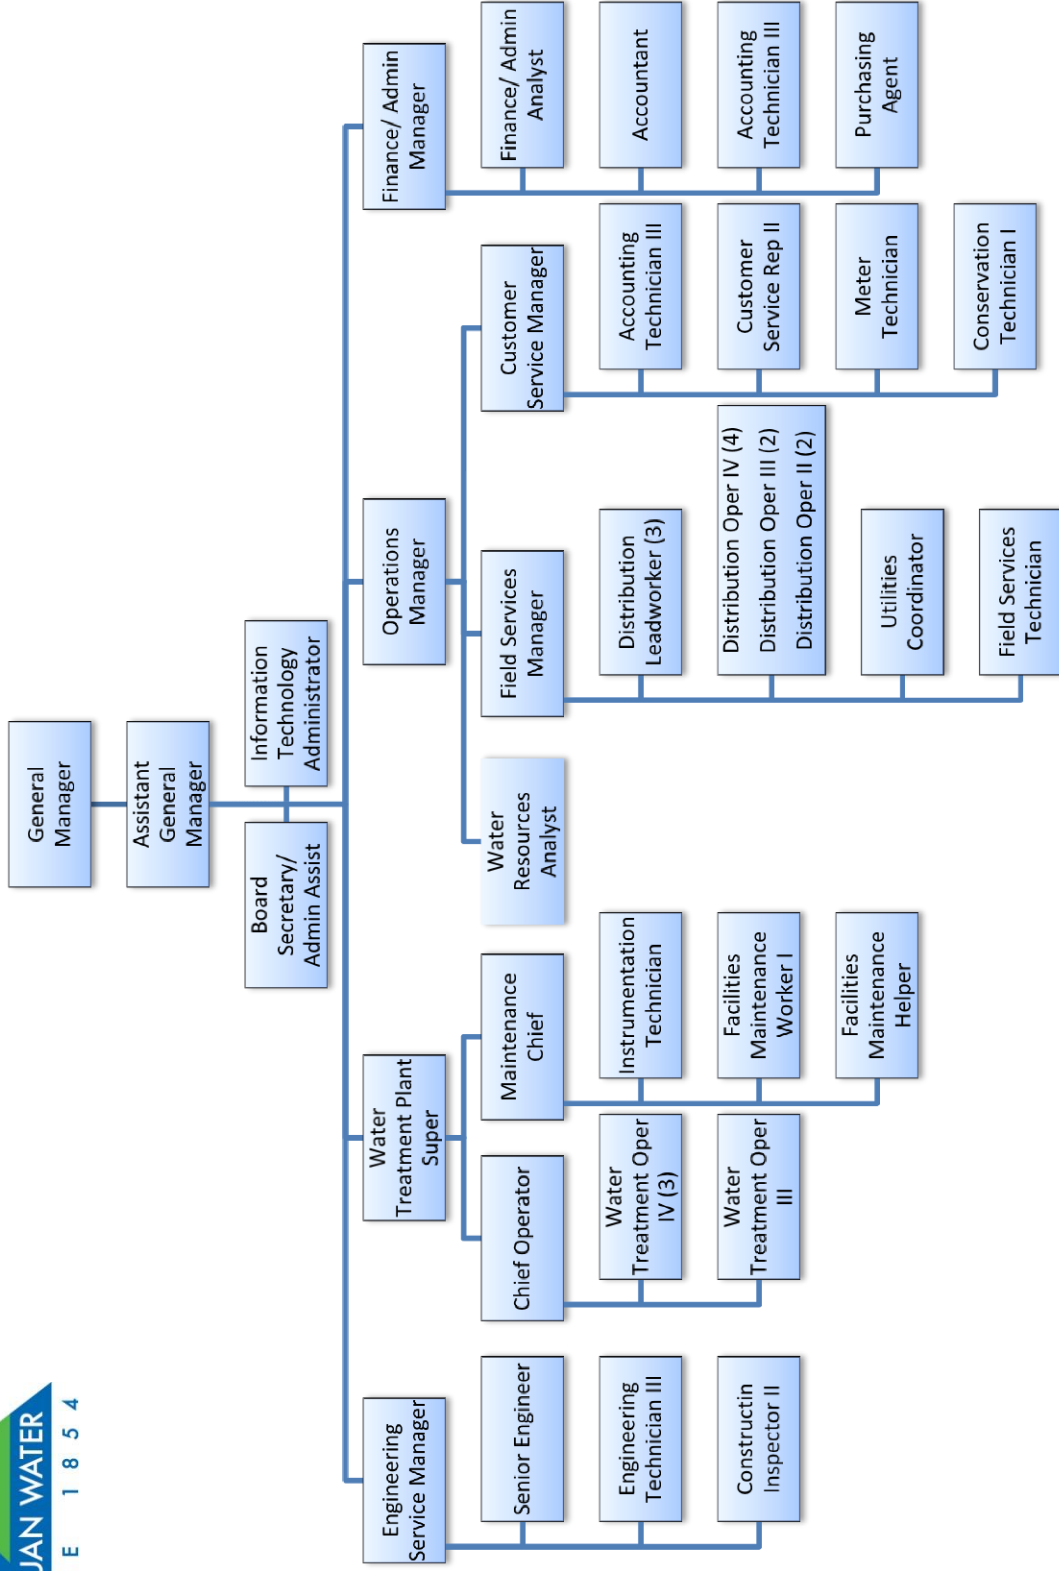 JAN WATER
E 1854
General
Manager
Assistant
General
Manager
Board
Secretary/
Admin Assist
Information
Technology
Administrator
Engineering
Service Manager
Senior Engineer
Engineering
Technician III
Constructin
Inspector II
Water
Treatment Plant
Super
Chief Operator
Water
Treatment Oper
IV (3)
Water
Treatment Oper
III
Maintenance
Chief
Instrumentation
Technician
Facilities
Maintenance
Worker I
Facilities
Maintenance
Helper
Operations
Manager
Water
Resources
Analyst
Field Services
Manager
Distribution
Leadworker (3)
Distribution Oper IV (4)
Distribution Oper III (2)
Distribution Oper II (2)
Utilities
Coordinator
Field Services
Technician
Customer
Service Manager
Accounting
Technician III
Customer
Service Rep II
Meter
Technician
Conservation
Technician I
Finance/ Admin
Manager
Finance/ Admin
Analyst
Accountant
Accounting
Technician III
Purchasing
Agent